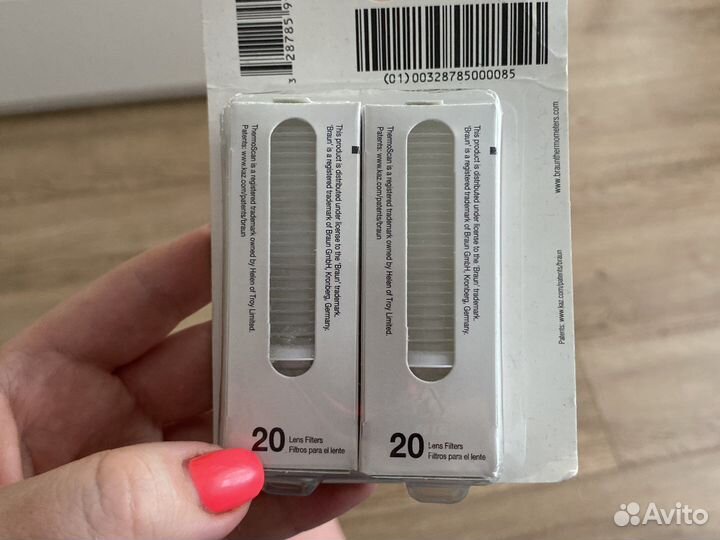 3 28785
(01)00328785000085
www.braunthermometers.com
Patents: www.kaz.com/patents/braun
This product is distributed under license to the 'Braun' trademark.
'Braun' is a registered trademark of Braun GmbH, Kronberg, Germany.
ThermoScan is a registered trademark owned by Helen of Troy Limited.
Patents: www.kaz.com/patents/braun
20 Lens Filters
Filtros para el lente
This product is distributed under license to the 'Braun' trademark.
'Braun' is a registered trademark of Braun GmbH, Kronberg, Germany.
ThermoScan is a registered trademark owned by Helen of Troy Limited.
Patents: www.kaz.com/patents/braun
20 Lens Filters
Filtros para el lente
Avito